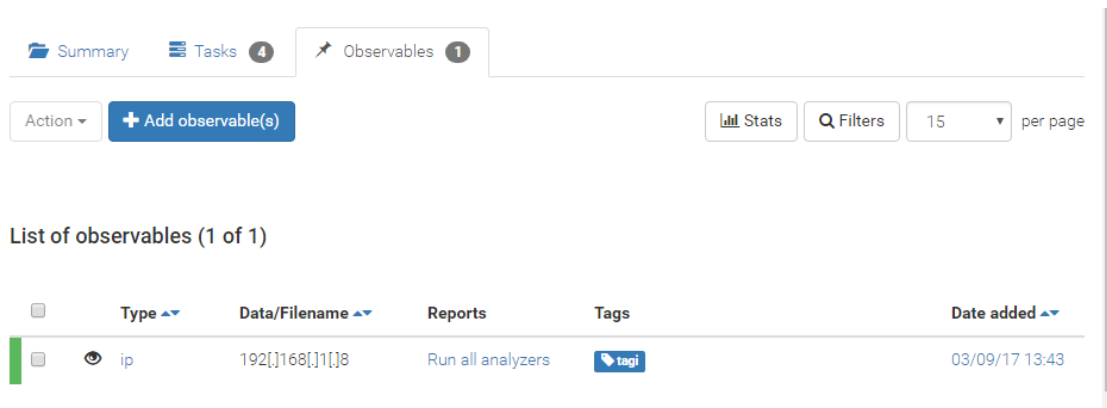 Summary Tasks 4 Observables 1
Action Add observable(s) Stats Filters 15 per page
List of observables (1 of 1)
Type Data/Filename Reports Tags Date added
ip 192[.]168[.]1[.]8 Run all analyzers tagi 03/09/17 13:43